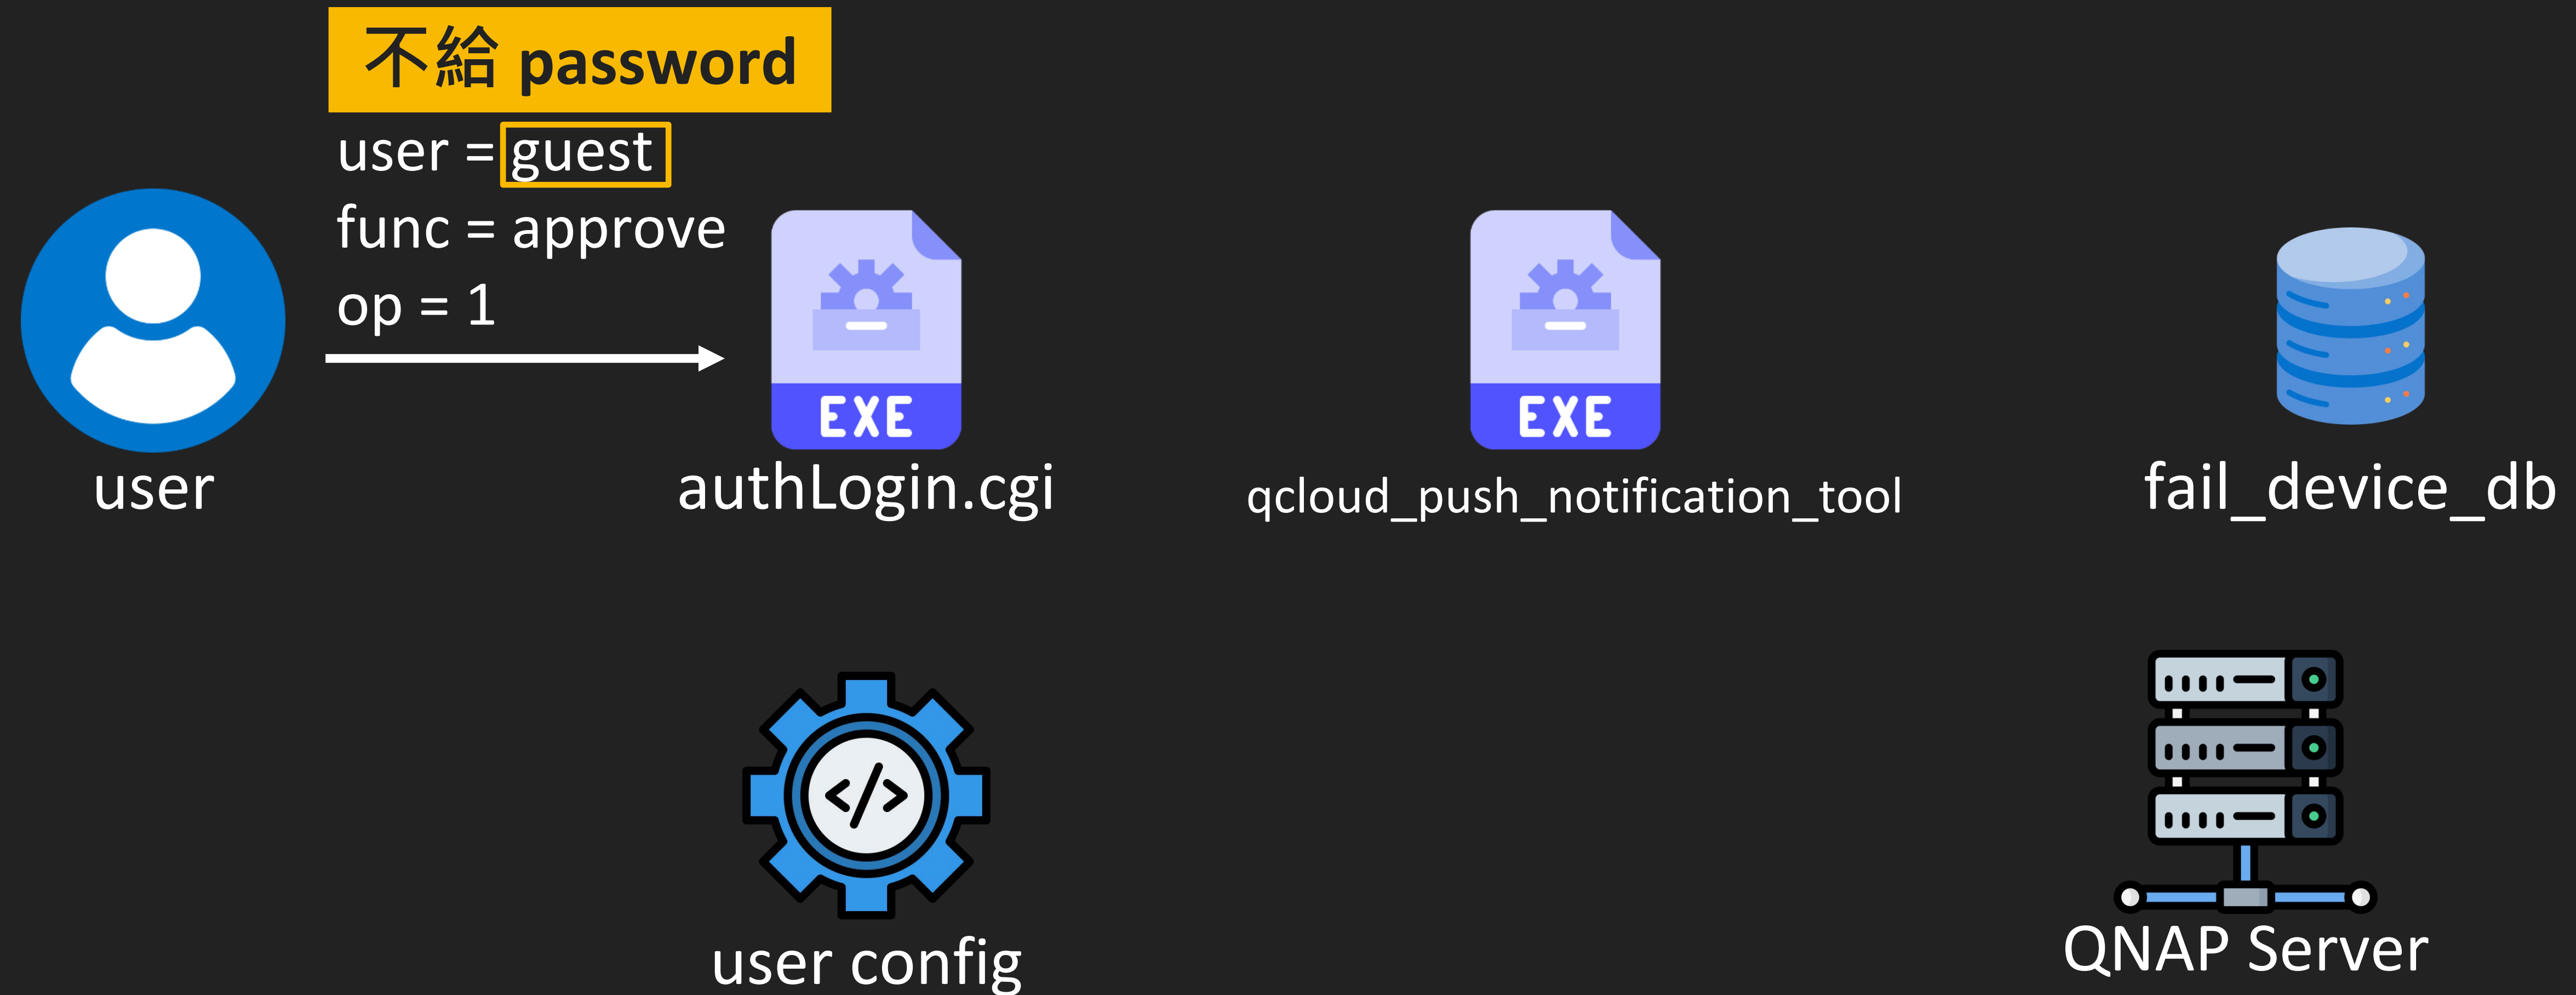 不給 password
user = guest
func = approve
op = 1
EXE
EXE
user
authLogin.cgi
qcloud_push_notification_tool
fail_device_db
</>
user config
QNAP Server